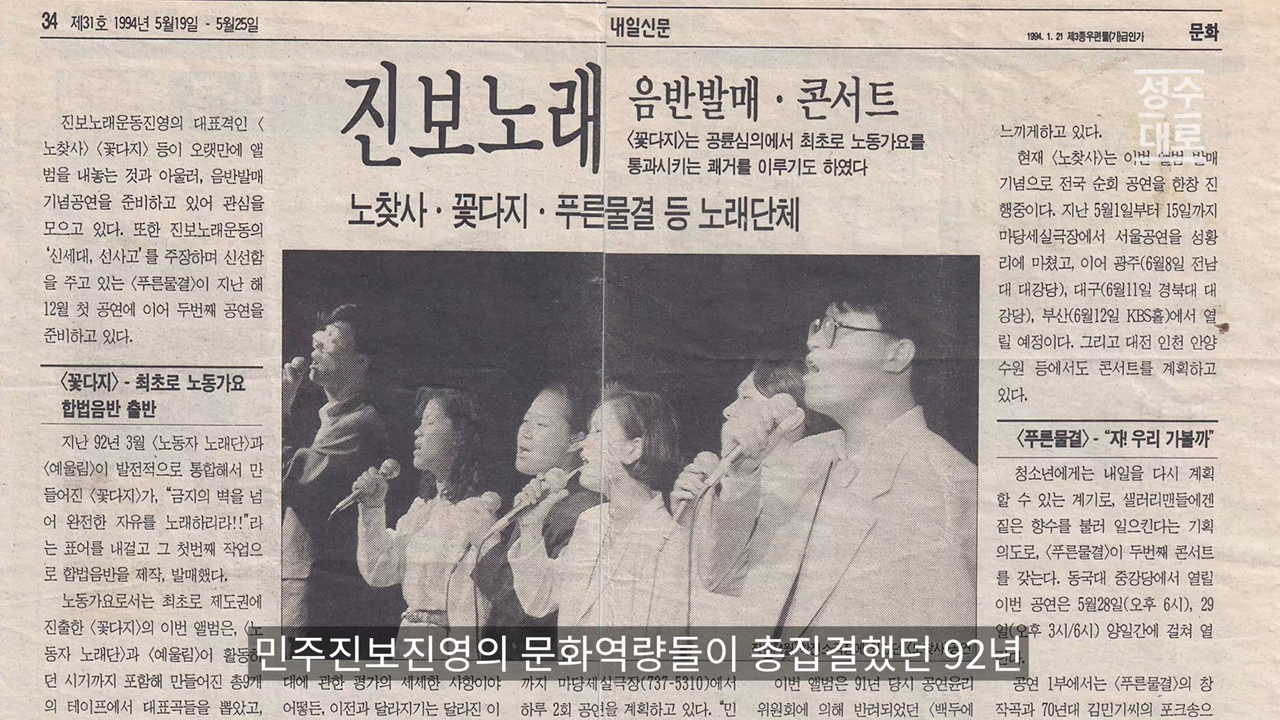 34 제31호 1994년 5월19일 - 5월25일
내일신문
1994. 1. 21 제3종우편물(가)급인가
문화
성수
대로
진보노래
음반발매 · 콘서트
〈꽃다지〉는 공륜심의에서 최초로 노동가요를
통과시키는 쾌거를 이루기도 하였다
노찾사 · 꽃다지 · 푸른물결 등 노래단체
진보노래운동진영의 대표격인 〈
노찾사〉 〈꽃다지〉 등이 오랫만에 앨
범을 내놓는 것과 아울러, 음반발매
기념공연을 준비하고 있어 관심을
모으고 있다. 또한 진보노래운동의
‘신세대, 선사고’를 주장하며 신선함
을 주고 있는 〈푸른물결〉이 지난 해
12월 첫 공연에 이어 두번째 공연을
준비하고 있다.
〈꽃다지〉 - 최초로 노동가요
합법음반 출반
지난 92년 3월 〈노동자 노래단〉과
〈예울림〉이 발전적으로 통합해서 만
들어진 〈꽃다지〉가, “금지의 벽을 넘
어 완전한 자유를 노래하리라!!”라
는 표어를 내걸고 그 첫번째 작업으
로 합법음반을 제작, 발매했다.
노동가요로서는 최초로 제도권에
진출한 〈꽃다지〉의 이번 앨범은, 〈노
동자 노래단〉과 〈예울림〉이 활동하
던 시기까지 포함해 만들어진 총9개
의 테이프에서 대표곡들을 뽑았고,
대에 관한 평가의 세세한 사항이야
어떻든, 이전과 달라지기는 달라진 이
까지 마당세실극장(737-5310)에서
하루 2회 공연을 계획하고 있다. “민
이번 앨범은 91년 당시 공연윤리
위원회에 의해 반려되었던 〈백두에
느끼게하고 있다.
현재 〈노찾사〉는 이번 앨범 발매
기념으로 전국 순회 공연을 한창 진
행중이다. 지난 5월1일부터 15일까지
마당세실극장에서 서울공연을 성황
리에 마쳤고, 이어 광주(6월8일 전남
대 대강당), 대구(6월11일 경북대 대
강당), 부산(6월12일 KBS홀)에서 열
릴 예정이다. 그리고 대전 인천 안양
수원 등에서도 콘서트를 계획하고
있다.
〈푸른물결〉 - “자! 우리 가볼까”
청소년에게는 내일을 다시 계획
할 수 있는 계기로, 샐러리맨들에겐
짙은 향수를 불러 일으킨다는 기획
의도로, 〈푸른물결〉이 두번째 콘서트
를 갖는다. 동국대 중강당에서 열릴
이번 공연은 5월28일(오후 6시), 29
일(오후 3시/6시) 양일간에 걸쳐 열
린다.
공연 1부에서는 〈푸른물결〉의 창
작곡과 70년대 김민기씨의 포크송으
민주진보진영의 문화역량들이 총집결했던 92년